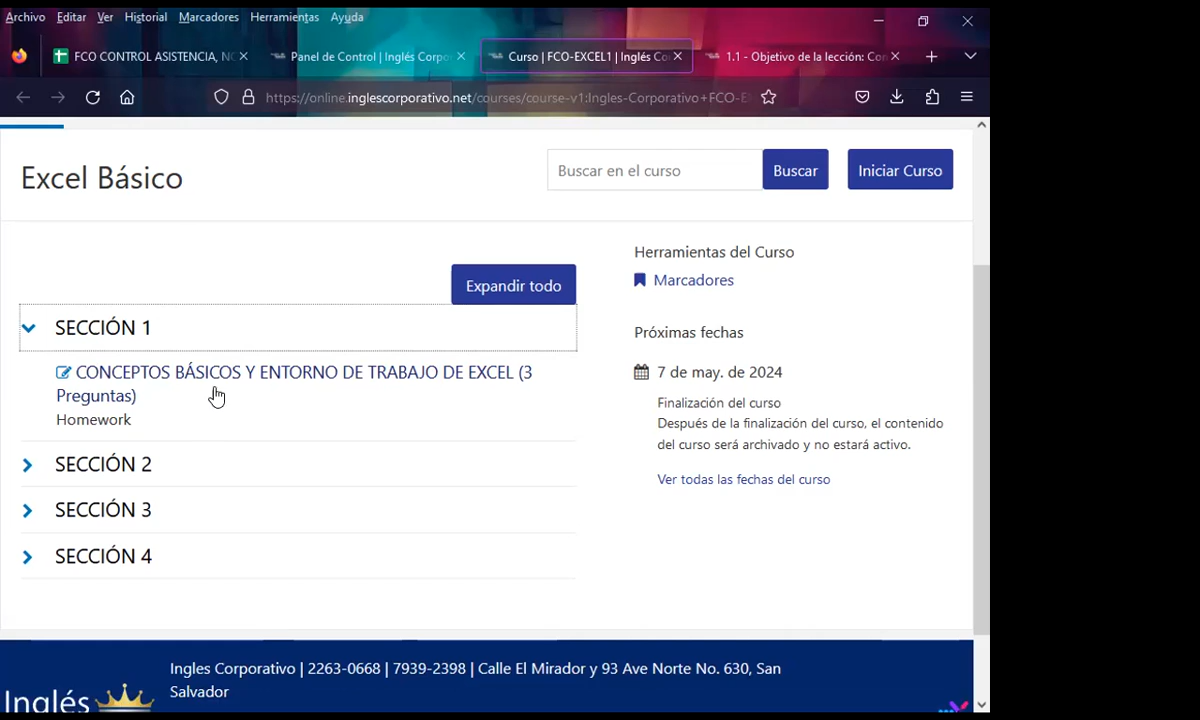 Archivo Editar Ver Historial Marcadores Herramientas Ayuda
FCO CONTROL ASISTENCIA, NO
Panel de Control | Inglés Corpo
Curso | FCO-EXCEL1 | Inglés Co
1.1 - Objetivo de la lección: Con
https://online.inglescorporativo.net/courses/course-v1:Ingles-Corporativo+FCO-E
Excel Básico
Buscar en el curso
Buscar
Iniciar Curso
Expandir todo
SECCIÓN 1
CONCEPTOS BÁSICOS Y ENTORNO DE TRABAJO DE EXCEL (3
Preguntas)
Homework
SECCIÓN 2
SECCIÓN 3
SECCIÓN 4
Herramientas del Curso
Marcadores
Próximas fechas
7 de may. de 2024
Finalización del curso
Después de la finalización del curso, el contenido
del curso será archivado y no estará activo.
Ver todas las fechas del curso
Inglés
Ingles Corporativo | 2263-0668 | 7939-2398 | Calle El Mirador y 93 Ave Norte No. 630, San
Salvador